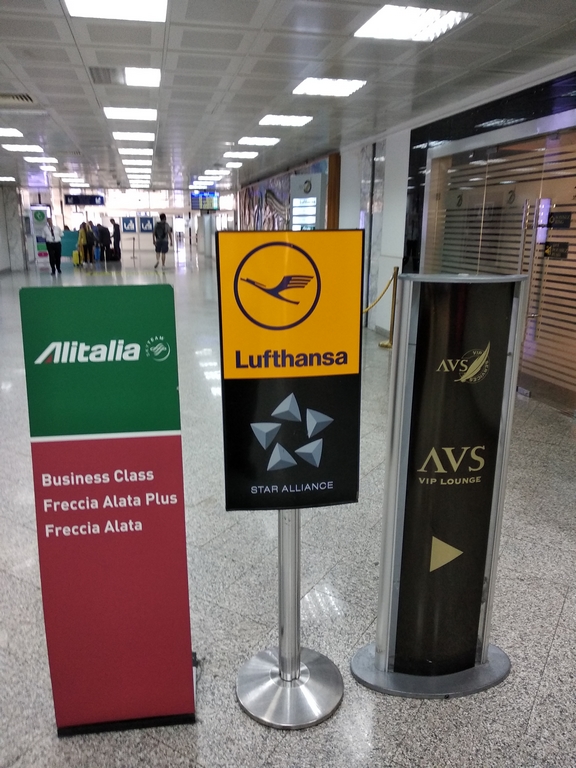 Alitalia
SKYTEAM
Business Class
Freccia Alata Plus
Freccia Alata
Lufthansa
STAR ALLIANCE
AVS
AVS
VIP LOUNGE